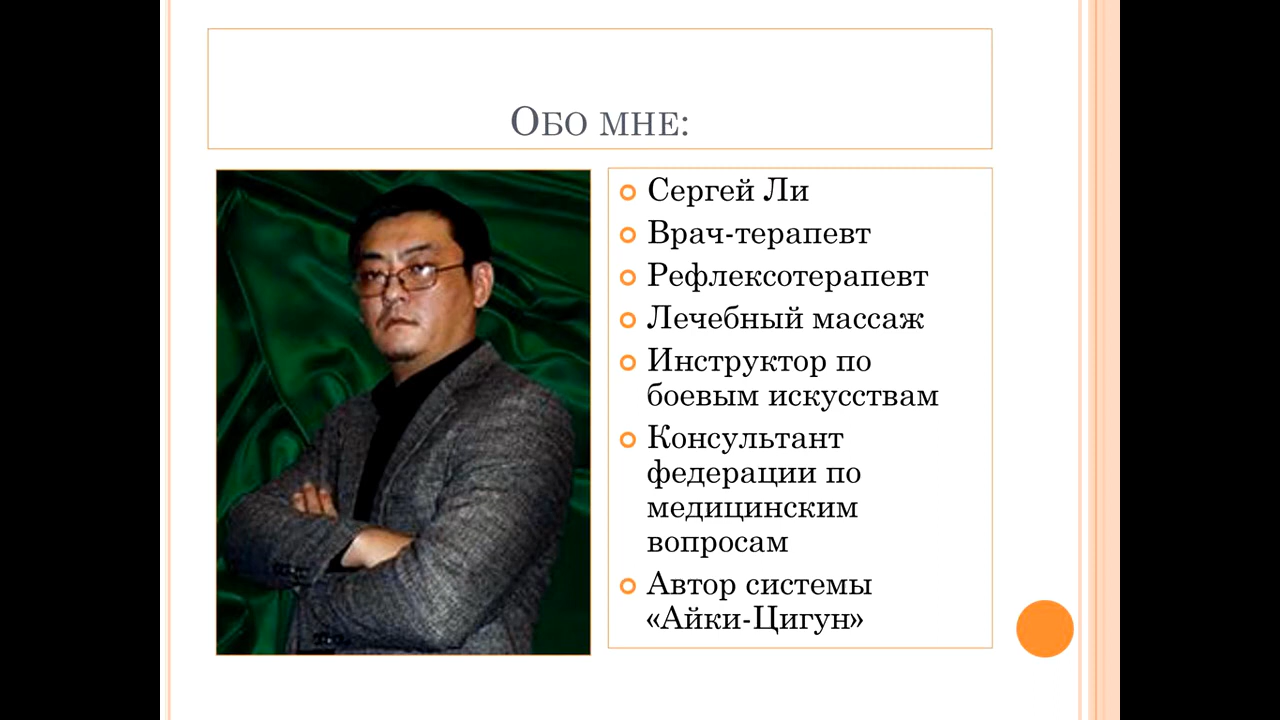 Обо мне:
Сергей Ли
Врач-терапевт
Рефлексотерапевт
Лечебный массаж
Инструктор по
боевым искусствам
Консультант
федерации по
медицинским
вопросам
Автор системы
«Айки-Цигун»